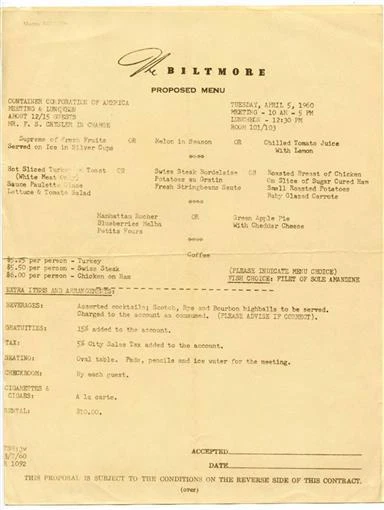 The BILTMORE
PROPOSED MENU
CONTAINER CORPORATION OF AMERICA
MEETING & LUNCHEON
ABOUT 12/15 GUESTS
MR. F. S. CHESLER IN CHARGE
TUESDAY, APRIL 5, 1960
MEETING - 10 AM - 5 PM
LUNCHEON - 12:30 PM
ROOM 101/103
Supreme of Fresh Fruits OR Melon in Season OR Chilled Tomato Juice
Served on Ice in Silver Cups With Lemon
****
Hot Sliced Turkey on Toast OR Swiss Steak Bordelaise OR Roasted Breast of Chicken
(White Meat Only) Potatoes au Gratin On Slice of Sugar Cured Ham
Sauce Paulette Glace Fresh Stringbeans Saute Small Roasted Potatoes
Lettuce & Tomato Salad Baby Glazed Carrots
****
Manhattan Rocher OR Green Apple Pie
Blueberries Melba With Cheddar Cheese
Petits Fours
****
Coffee
$5.25 per person - Turkey
$5.50 per person - Swiss Steak (PLEASE INDICATE MENU CHOICE)
$6.00 per person - Chicken on Ham FISH CHOICE: FILET OF SOLE AMANDINE
EXTRA ITEMS AND ARRANGEMENTS:
BEVERAGES: Assorted cocktails; Scotch, Rye and Bourbon highballs to be served.
Charged to the account as consumed. (PLEASE ADVISE IF CORRECT).
GRATUITIES: 15% added to the account.
TAX: 5% City Sales Tax added to the account.
SEATING: Oval table. Pads, pencils and ice water for the meeting.
CHECKROOM: By each guest.
CIGARETTES &
CIGARS: A la carte.
RENTAL: $10.00.
3/7/60
R 1092
ACCEPTED
DATE
THIS PROPOSAL IS SUBJECT TO THE CONDITIONS ON THE REVERSE SIDE OF THIS CONTRACT.
(over)